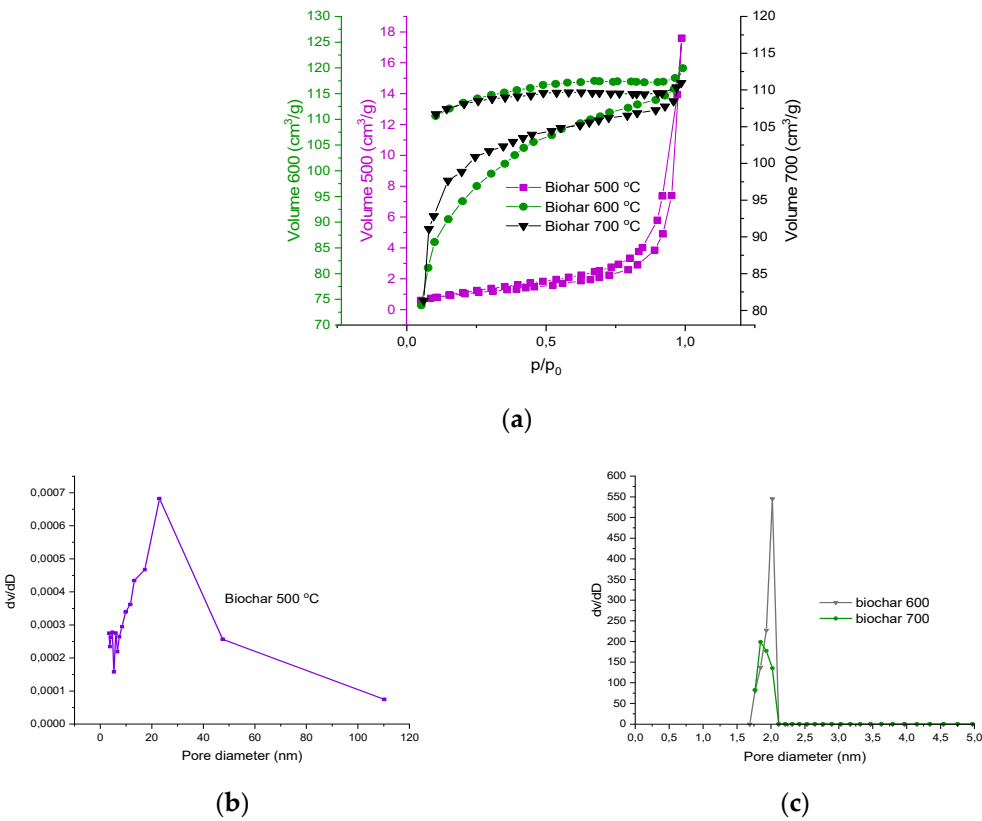 Volume 600 (cm³/g)
130
125
120
115
110
105
100
95
90
85
80
75
70
Volume 500 (cm³/g)
18
16
14
12
10
8
6
4
2
0
Biohar 500 °C
Biohar 600 °C
Biohar 700 °C
120
115
110
105
100
95
90
85
80
Volume 700 (cm³/g)
0,0 0,5 1,0
p/p₀
(a)
dv/dD
0,0007
0,0006
0,0005
0,0004
0,0003
0,0002
0,0001
0,0000
Biochar 500 °C
0 20 40 60 80 100 120
Pore diameter (nm)
(b)
dv/dD
600
550
500
450
400
350
300
250
200
150
100
50
0
biochar 600
biochar 700
0,0 0,5 1,0 1,5 2,0 2,5 3,0 3,5 4,0 4,5 5,0
Pore diameter (nm)
(c)